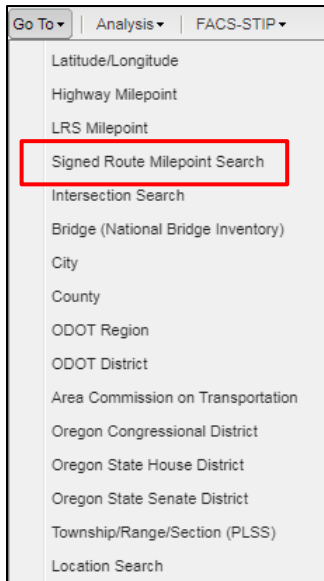 Go To Analysis FACS-STIP
Latitude/Longitude
Highway Milepoint
LRS Milepoint
Signed Route Milepoint Search
Intersection Search
Bridge (National Bridge Inventory)
City
County
ODOT Region
ODOT District
Area Commission on Transportation
Oregon Congressional District
Oregon State House District
Oregon State Senate District
Township/Range/Section (PLSS)
Location Search